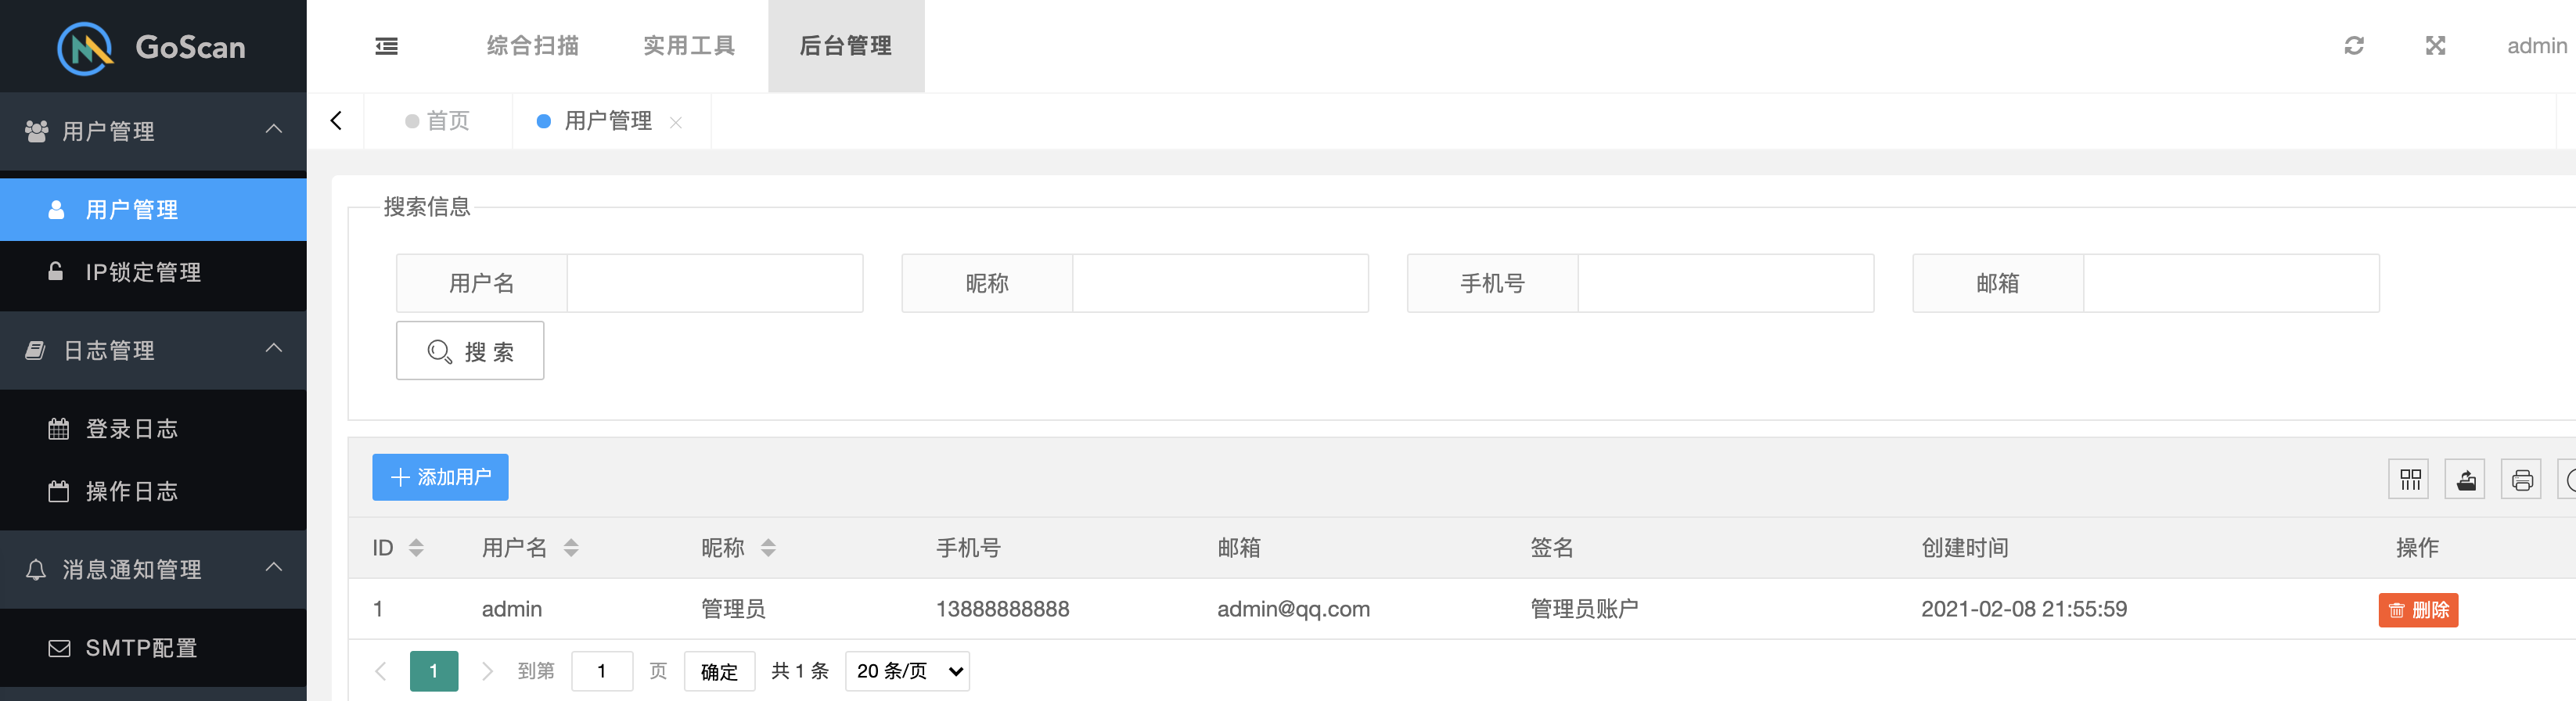 GoScan
综合扫描 实用工具 后台管理 admin
首页 用户管理
用户管理
用户管理
IP锁定管理
日志管理
登录日志
操作日志
消息通知管理
SMTP配置
搜索信息
用户名 昵称 手机号 邮箱
搜 索
添加用户
ID 用户名 昵称 手机号 邮箱 签名 创建时间 操作
1 admin 管理员 13888888888 admin@qq.com 管理员账户 2021-02-08 21:55:59 删除
1 到第 1 页 确定 共 1 条 20 条/页